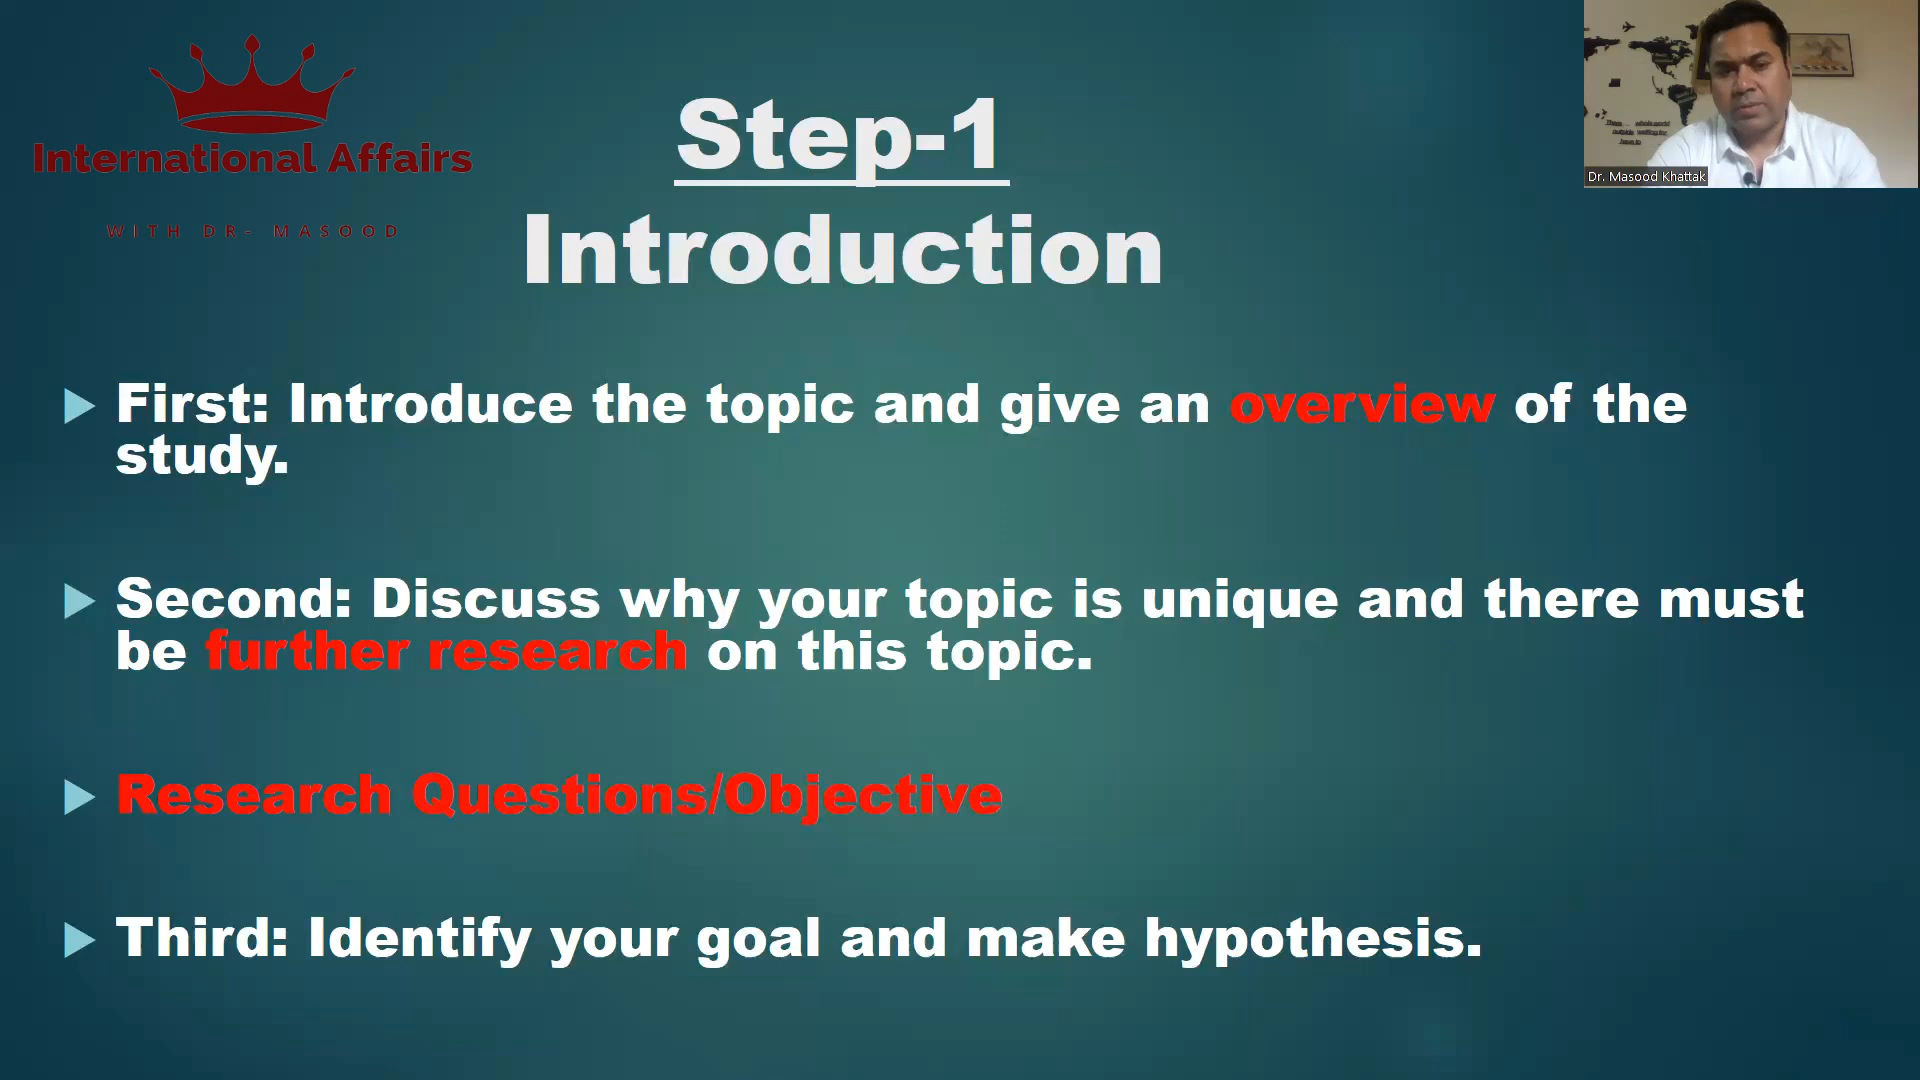 International Affairs
WITH DR- MASOOD
Step-1
Introduction
Dr. Masood Khattak
First: Introduce the topic and give an overview of the
study.
Second: Discuss why your topic is unique and there must
be further research on this topic.
Research Questions/Objective
Third: Identify your goal and make hypothesis.